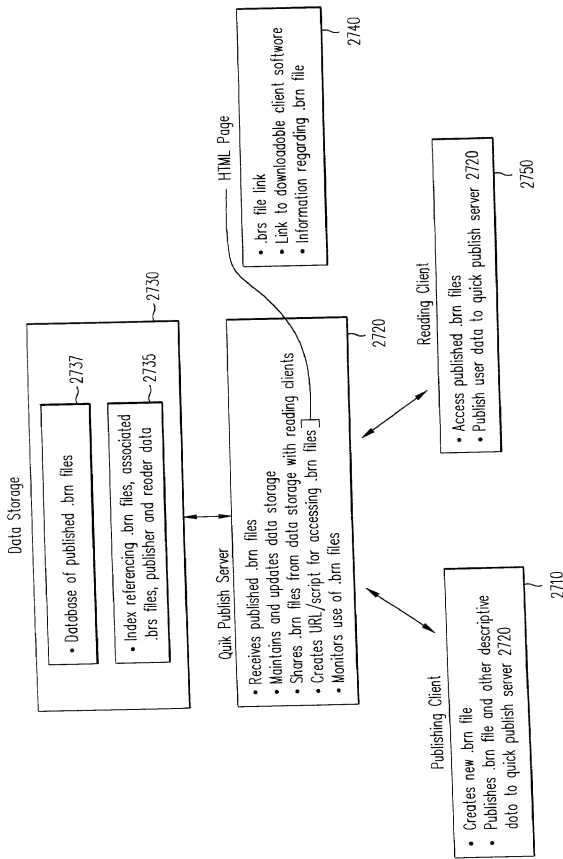 Data Storage
2730
2737
• Database of published .brn files
2735
• Index referencing .brn files, associated
.brs files, publisher and reoder data
Quik Publish Server
• Receives published .brn files
• Maintains and updates data storage
• Shares .brn files from data storage with reading clients
• Creates URL/script for accessing .brn files
• Monitors use of .brn files
2720
HTML Page
• .brs file link
• Link to downloadoble client softwore
• Information regarding .brn file
2740
Publishing Client
• Creates new .brn file
• Publishes .brn file and other descriptive
doto to quick publish server 2720
2710
Reading Client
• Access published .brn files
• Publish user data to quick publish server 2720
2750